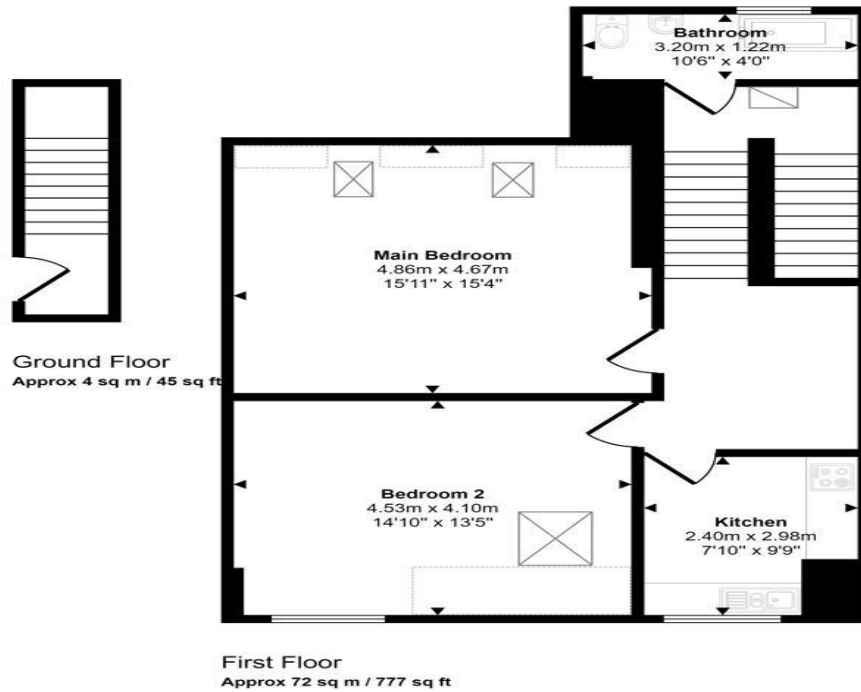 Bathroom
3.20m x 1.22m
10'6" x 4'0"
Main Bedroom
4.86m x 4.67m
15'11" x 15'4"
Ground Floor
Approx 4 sq m / 45 sq ft
Bedroom 2
4.53m x 4.10m
14'10" x 13'5"
Kitchen
2.40m x 2.98m
7'10" x 9'9"
First Floor
Approx 72 sq m / 777 sq ft